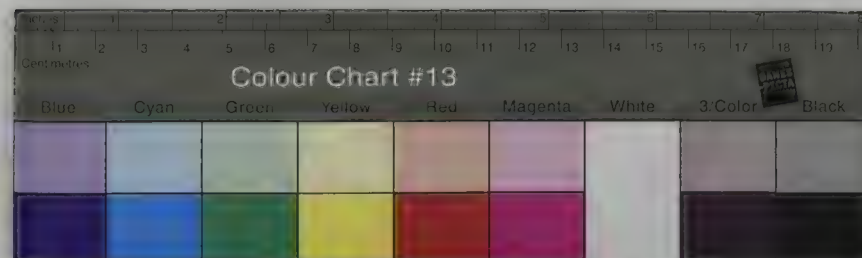 Inches 1 2 3 4 5 6 7
1 2 3 4 5 6 7 8 9 10 11 12 13 14 15 16 17 18 19
Centimetres
Colour Chart #13
Blue Cyan Green Yellow Red Magenta White 3/Color Black